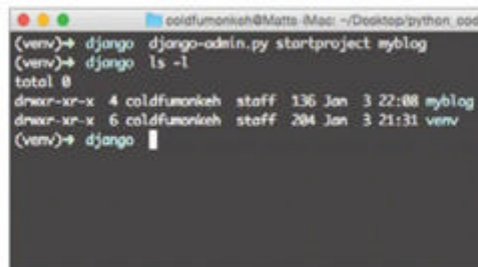 coldfumonkeh@Matts-iMac: ~/Desktop/python_cod
(venv)→ django django-admin.py startproject myblog
(venv)→ django ls -l
total 0
drwxr-xr-x 4 coldfumonkeh staff 136 Jan 3 22:08 myblog
drwxr-xr-x 6 coldfumonkeh staff 204 Jan 3 21:31 venv
(venv)→ django